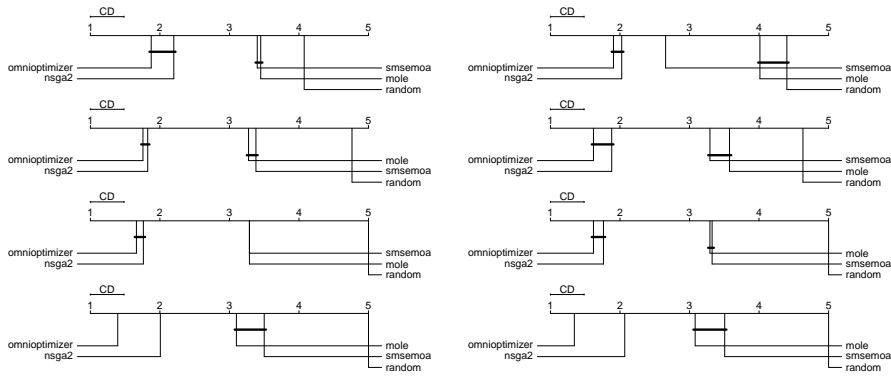 CD
1 2 3 4 5
omnioptimizer smsemoa
nsga2 mole
random
CD
1 2 3 4 5
omnioptimizer smsemoa
nsga2 mole
random
CD
1 2 3 4 5
omnioptimizer mole
nsga2 smsemoa
random
CD
1 2 3 4 5
omnioptimizer smsemoa
nsga2 mole
random
CD
1 2 3 4 5
omnioptimizer smsemoa
nsga2 mole
random
CD
1 2 3 4 5
omnioptimizer mole
nsga2 smsemoa
random
CD
1 2 3 4 5
omnioptimizer mole
nsga2 smsemoa
random
CD
1 2 3 4 5
omnioptimizer mole
nsga2 smsemoa
random